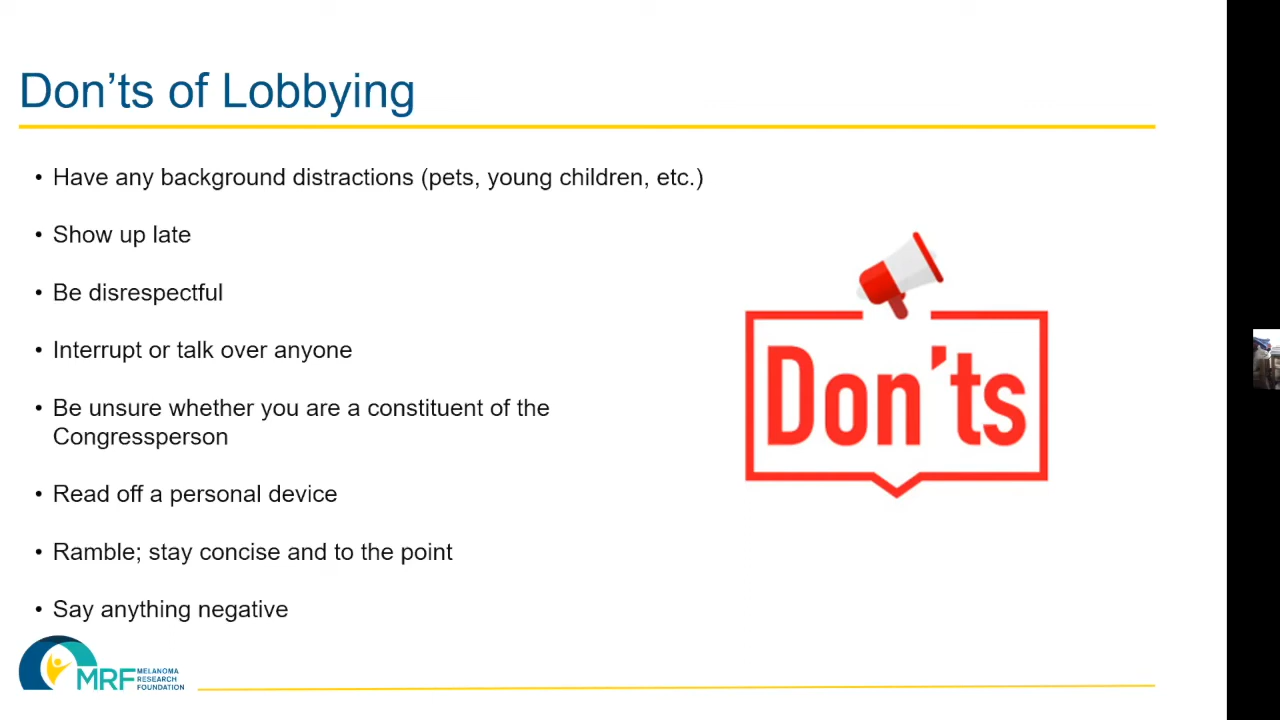 Don'ts of Lobbying
• Have any background distractions (pets, young children, etc.)
• Show up late
• Be disrespectful
• Interrupt or talk over anyone
• Be unsure whether you are a constituent of the
Congressperson
• Read off a personal device
• Ramble; stay concise and to the point
• Say anything negative
Don'ts
MRF
MELANOMA
RESEARCH
FOUNDATION